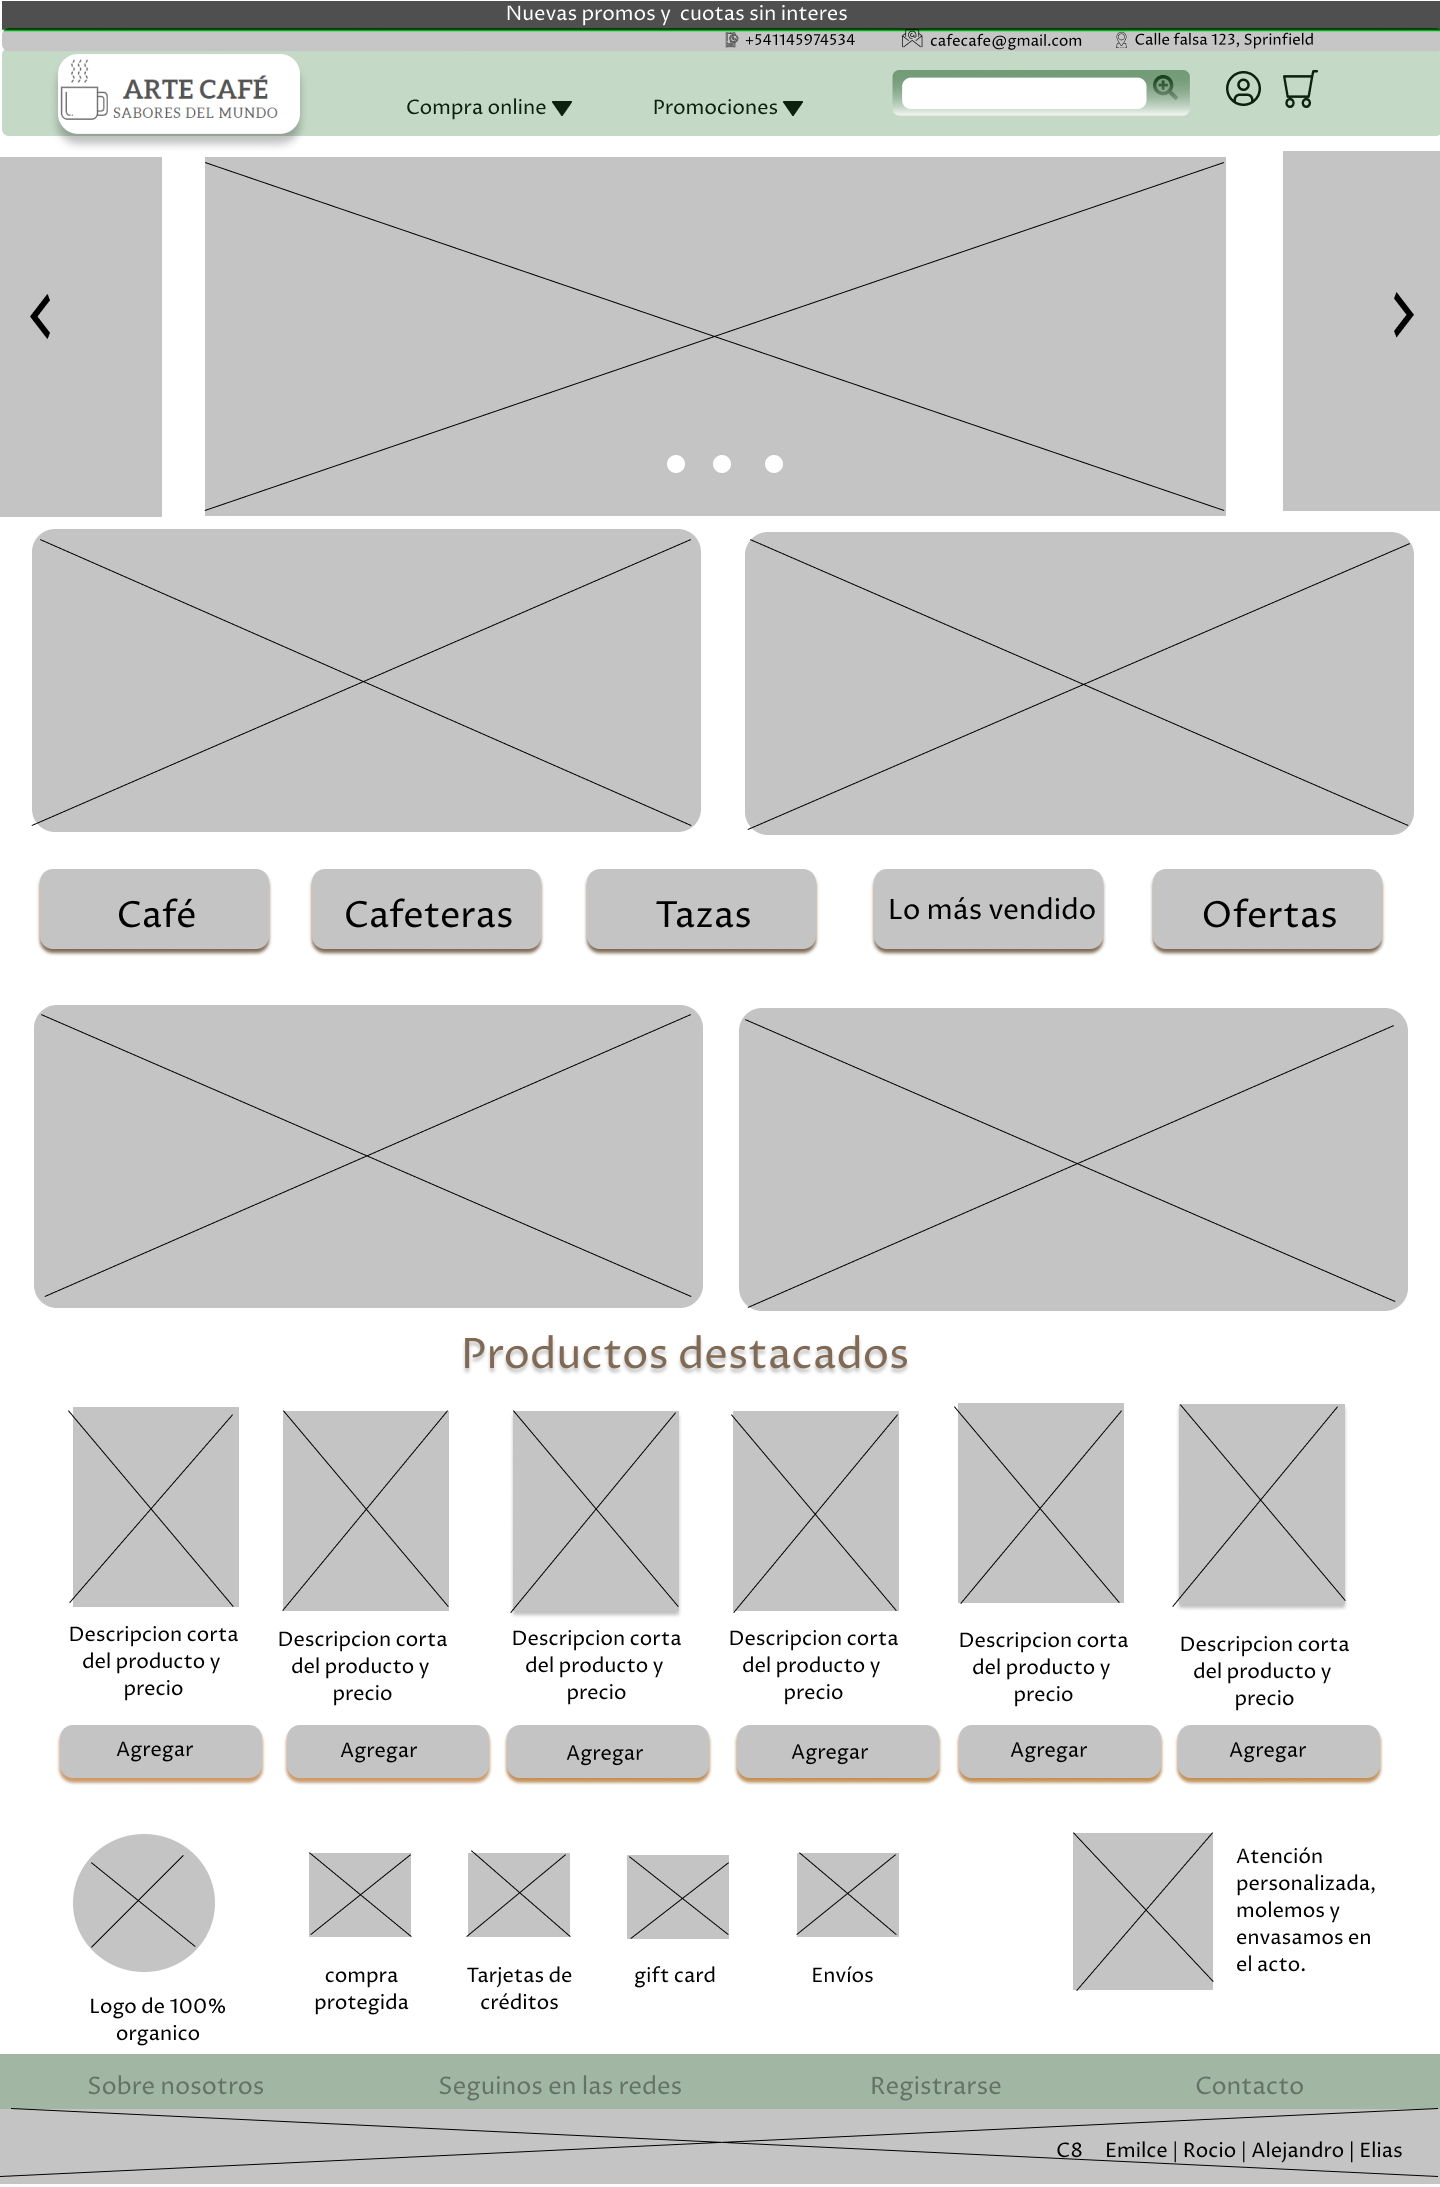 Nuevas promos y  cuotas sin interes
+541145974534
cafecafe@gmail.com
Calle falsa 123, Sprinfield
ARTE CAFÉ
SABORES DEL MUNDO
Compra online
Promociones
Café
Cafeteras
Tazas
Lo más vendido
Ofertas
Productos destacados
Descripcion corta
del producto y
precio
Descripcion corta
del producto y
precio
Descripcion corta
del producto y
precio
Descripcion corta
del producto y
precio
Descripcion corta
del producto y
precio
Descripcion corta
del producto y
precio
Agregar
Agregar
Agregar
Agregar
Agregar
Agregar
Logo de 100%
organico
compra
protegida
Tarjetas de
créditos
gift card
Envíos
Atención
personalizada,
molemos y
envasamos en
el acto.
Sobre nosotros
Seguinos en las redes
Registrarse
Contacto
C8
Emilce | Rocio | Alejandro | Elias